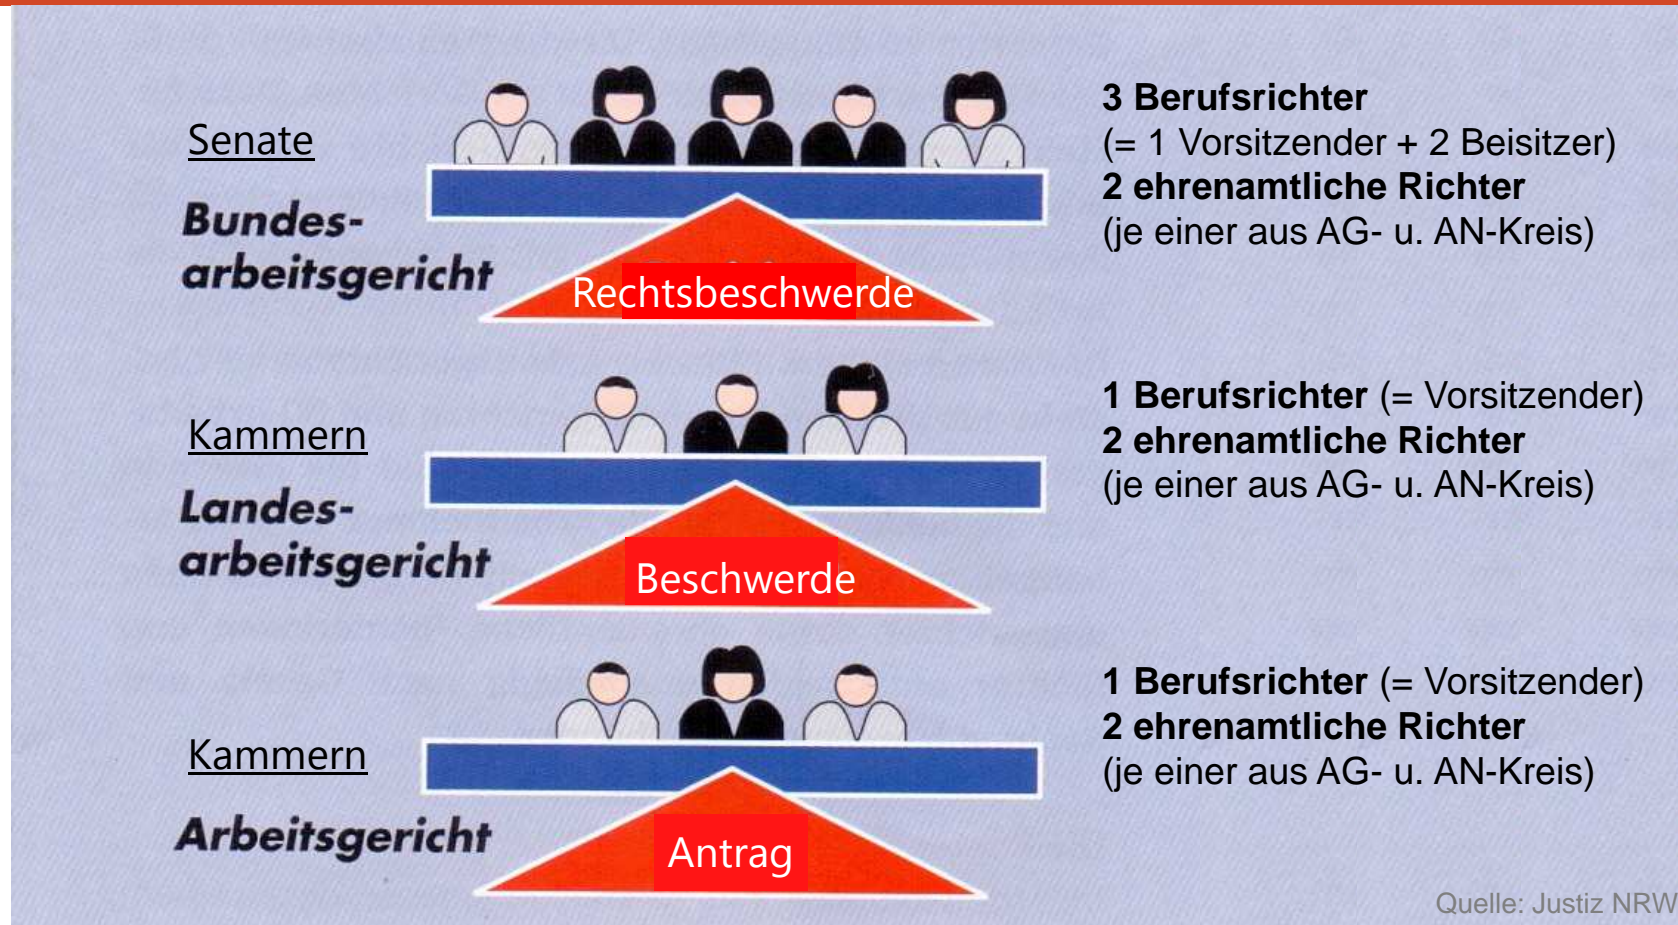 Senate
Bundes-
arbeitsgericht
Rechtsbeschwerde
3 Berufsrichter
(= 1 Vorsitzender + 2 Beisitzer)
2 ehrenamtliche Richter
(je einer aus AG- u. AN-Kreis)
Kammern
Landes-
arbeitsgericht
Beschwerde
1 Berufsrichter (= Vorsitzender)
2 ehrenamtliche Richter
(je einer aus AG- u. AN-Kreis)
Kammern
Arbeitsgericht
Antrag
1 Berufsrichter (= Vorsitzender)
2 ehrenamtliche Richter
(je einer aus AG- u. AN-Kreis)
Quelle: Justiz NRW